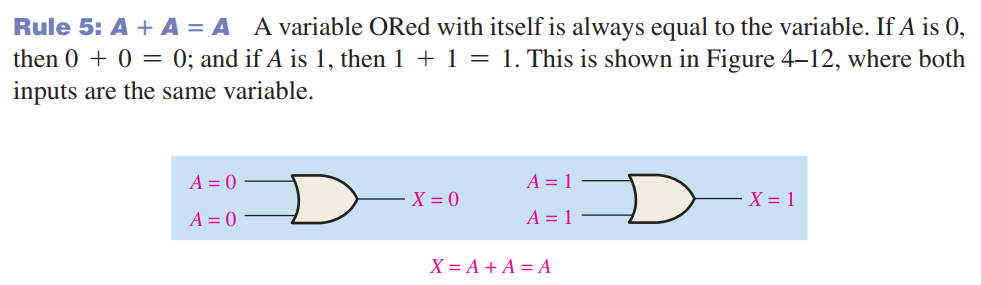 Rule 5: A + A = A A variable ORed with itself is always equal to the variable. If A is 0,
then 0 + 0 = 0; and if A is 1, then 1 + 1 = 1. This is shown in Figure 4–12, where both
inputs are the same variable.
A = 0
A = 0
X = 0
A = 1
A = 1
X = 1
X = A + A = A